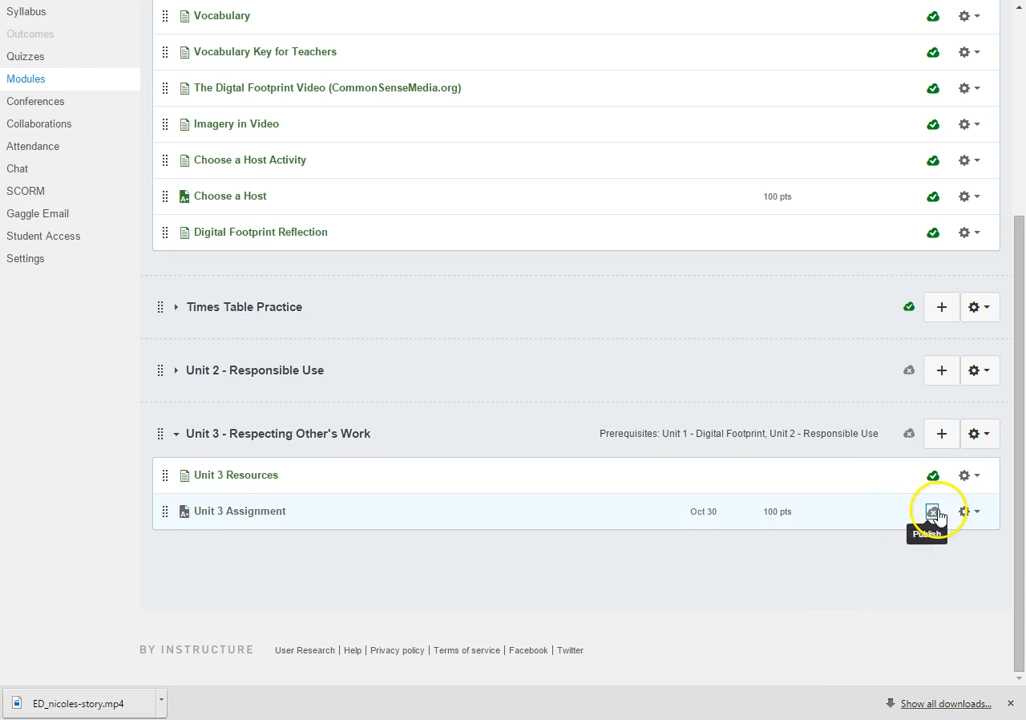 Syllabus
Outcomes
Quizzes
Modules
Conferences
Collaborations
Attendance
Chat
SCORM
Gaggle Email
Student Access
Settings
Vocabulary
Vocabulary Key for Teachers
The Digtal Footprint Video (CommonSenseMedia.org)
Imagery in Video
Choose a Host Activity
Choose a Host 100 pts
Digital Footprint Reflection
Times Table Practice
Unit 2 - Responsible Use
Unit 3 - Respecting Other's Work Prerequisites: Unit 1 - Digital Footprint, Unit 2 - Responsible Use
Unit 3 Resources
Unit 3 Assignment Oct 30 100 pts
Publish
BY INSTRUCTURE User Research | Help | Privacy policy | Terms of service | Facebook | Twitter
ED_nicoles-story.mp4 Show all downloads...